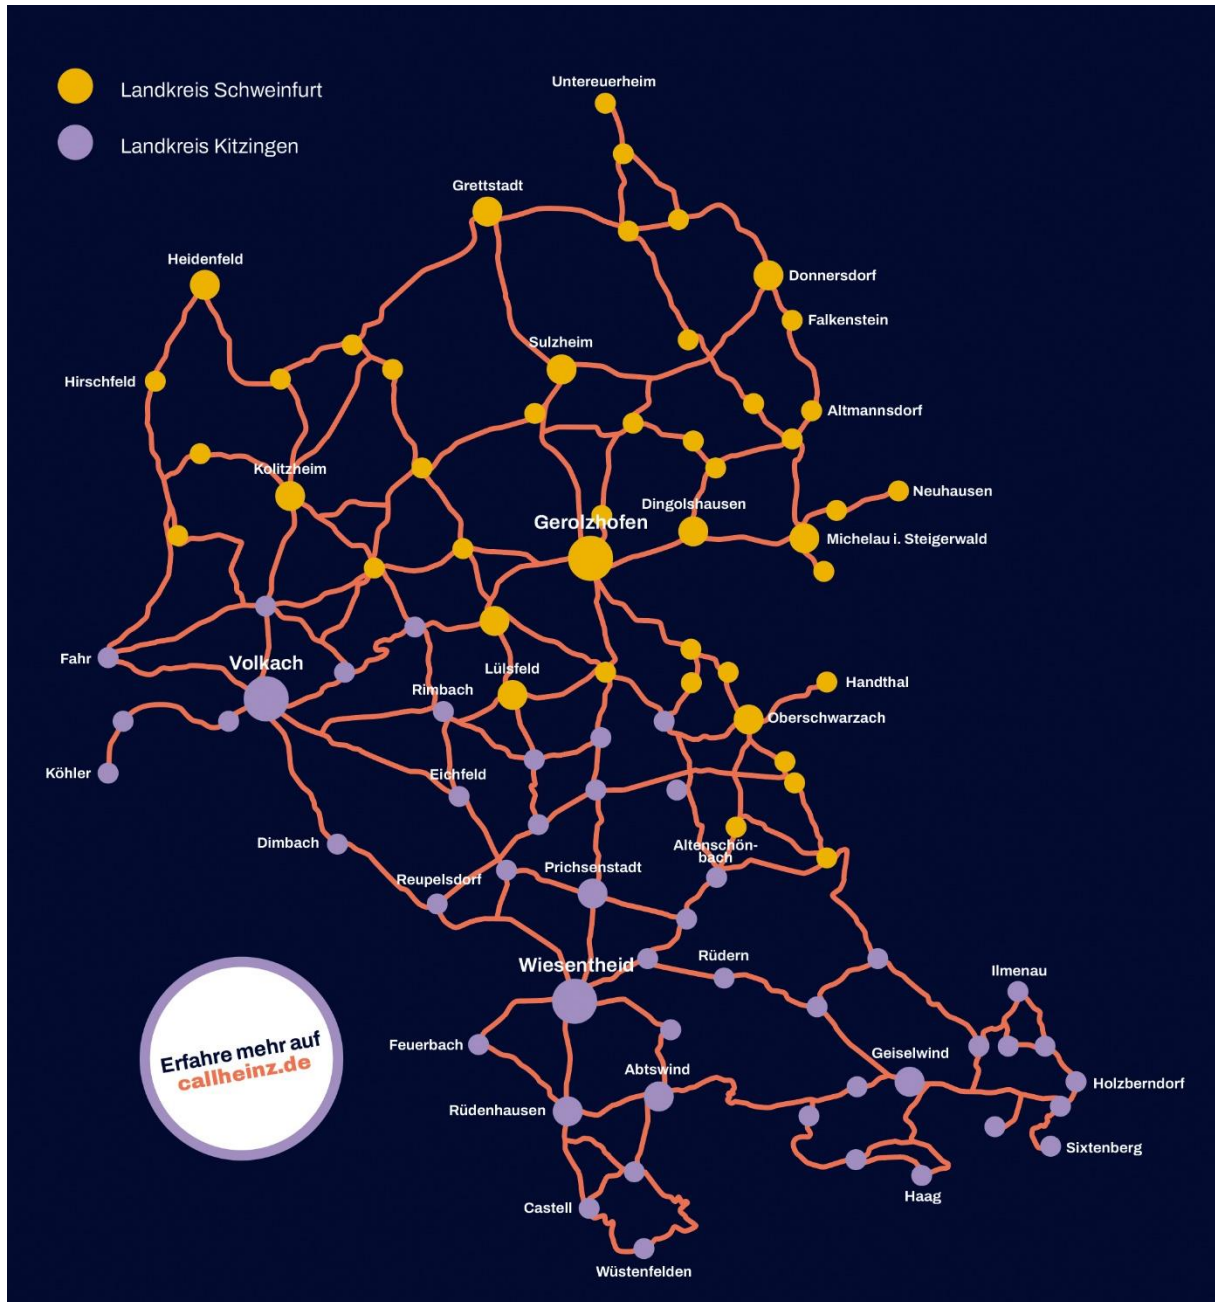 Landkreis Schweinfurt
Landkreis Kitzingen
Untereuerheim
Grettstadt
Heidenfeld
Donnersdorf
Falkenstein
Sulzheim
Hirschfeld
Altmannsdorf
Kolitzheim
Neuhausen
Dingolshausen
Gerolzhofen
Michelau i. Steigerwald
Fahr
Volkach
Lülsfeld
Handthal
Rimbach
Oberschwarzach
Köhler
Eichfeld
Dimbach
Altenschön-
bach
Prichsenstadt
Reupelsdorf
Wiesentheid
Rüdern
Ilmenau
Erfahre mehr auf
callheinz.de
Feuerbach
Geiselwind
Abtswind
Holzberndorf
Rüdenhausen
Sixtenberg
Haag
Castell
Wüstenfelden